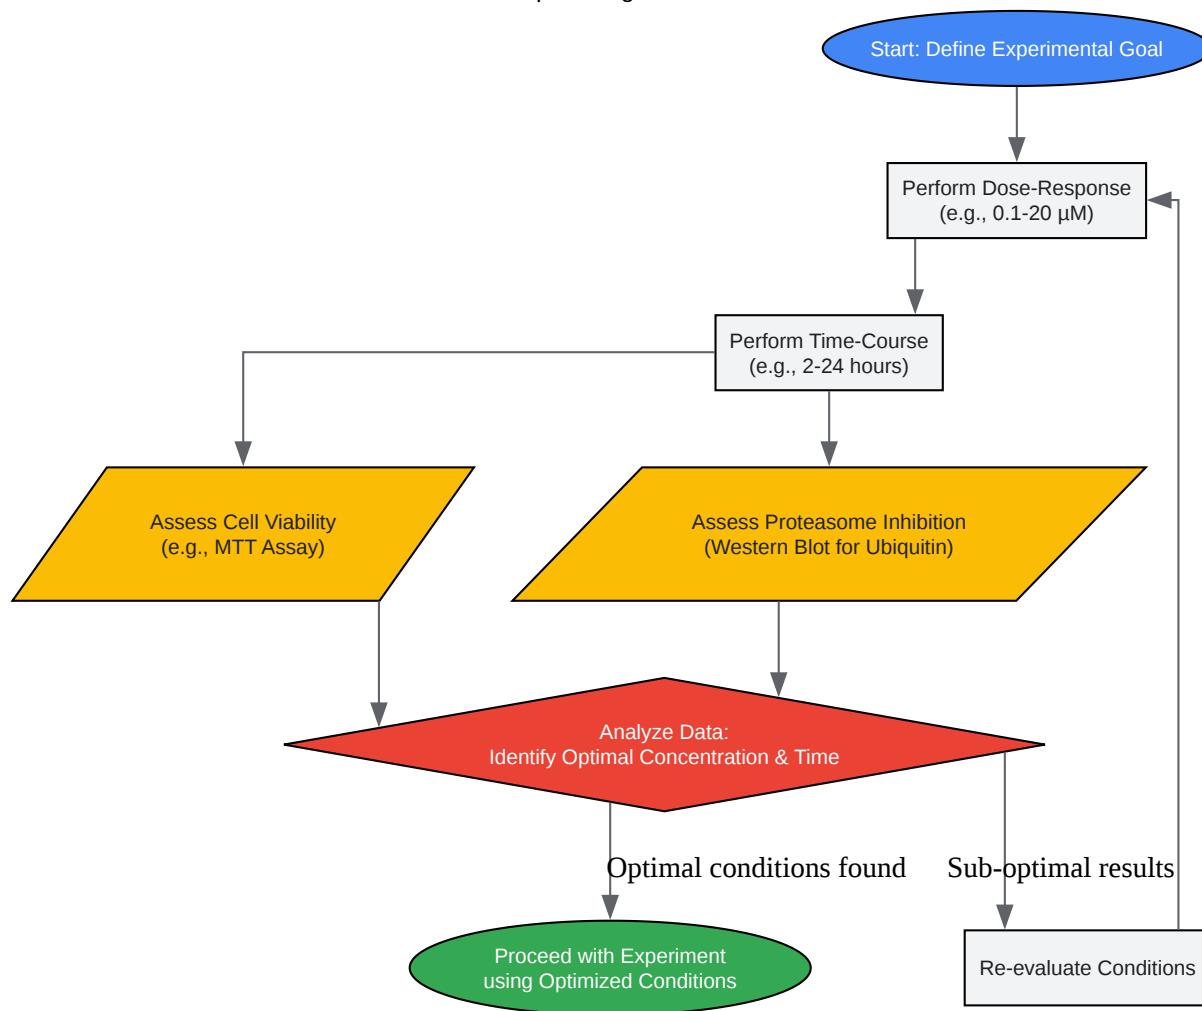 Start: Define Experimental Goal
Perform Dose-Response
(e.g., 0.1-20 µM)
Perform Time-Course
(e.g., 2-24 hours)
Assess Cell Viability
(e.g., MTT Assay)
Assess Proteasome Inhibition
(Western Blot for Ubiquitin)
Analyze Data:
Identify Optimal Concentration & Time
Optimal conditions found
Sub-optimal results
Proceed with Experiment
using Optimized Conditions
Re-evaluate Conditions